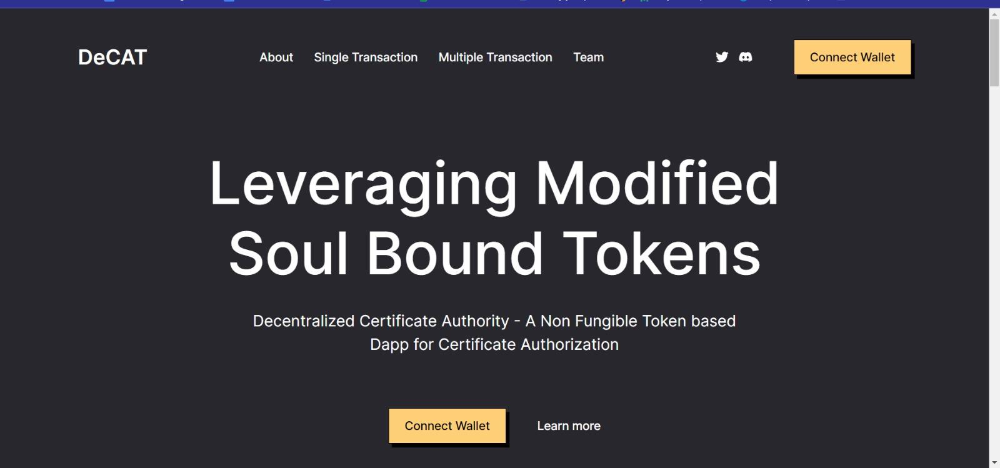 DeCAT
About Single Transaction Multiple Transaction Team
Connect Wallet
Leveraging Modified
Soul Bound Tokens
Decentralized Certificate Authority - A Non Fungible Token based
Dapp for Certificate Authorization
Connect Wallet Learn more